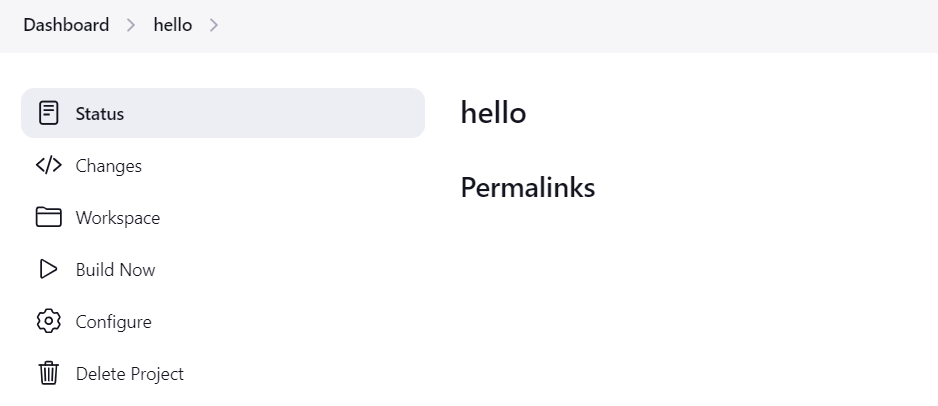 Dashboard hello
Status
Changes
Workspace
Build Now
Configure
Delete Project
hello
Permalinks